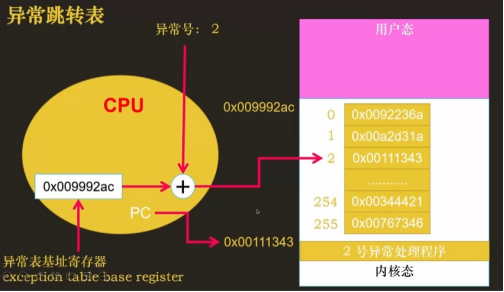 异常跳转表
异常号: 2
用户态
CPU
0x009992ac
0 0x0092236a
1 0x00a2d31a
2 0x00111343
...........
254 0x00344421
255 0x00767346
0x009992ac
+
PC
0x00111343
2 号异常处理程序
内核态
异常表基址寄存器
exception table base register